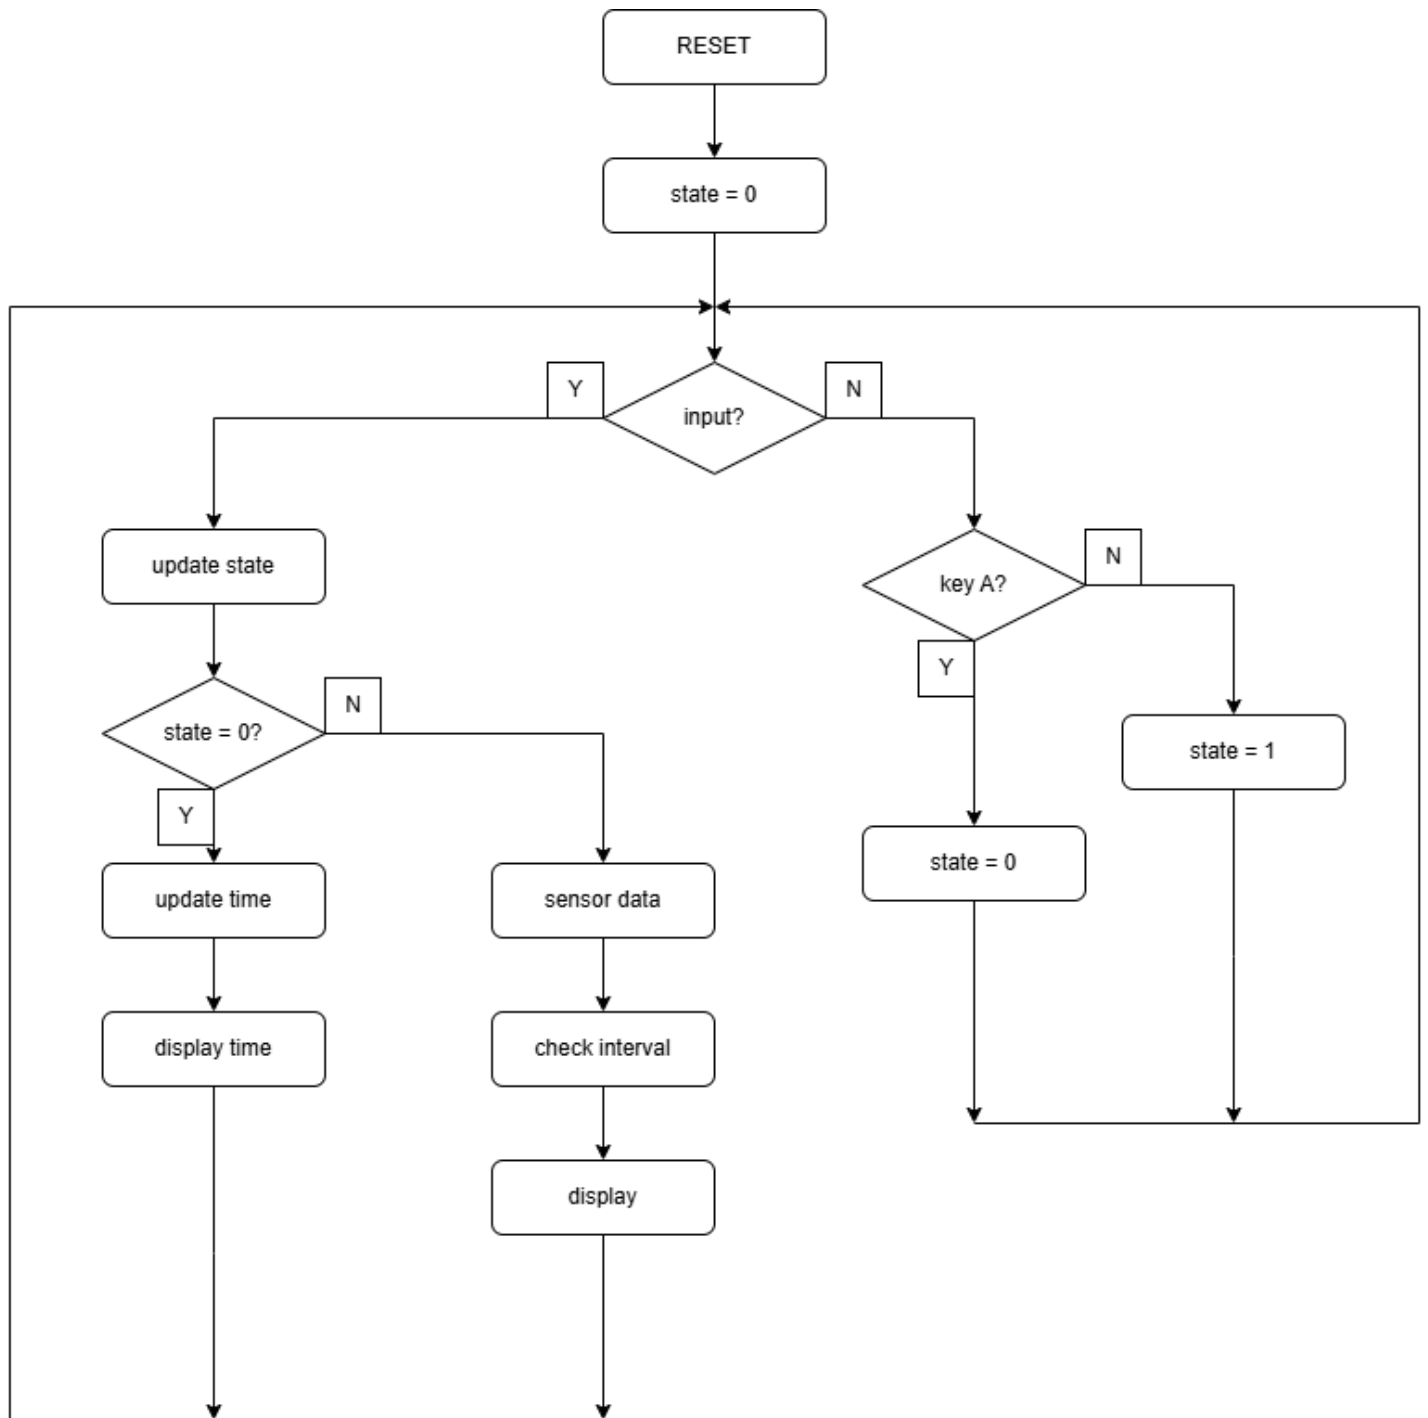 RESET
state = 0
Y
input?
N
update state
key A?
N
Y
state = 0?
N
state = 1
Y
state = 0
update time
sensor data
display time
check interval
display